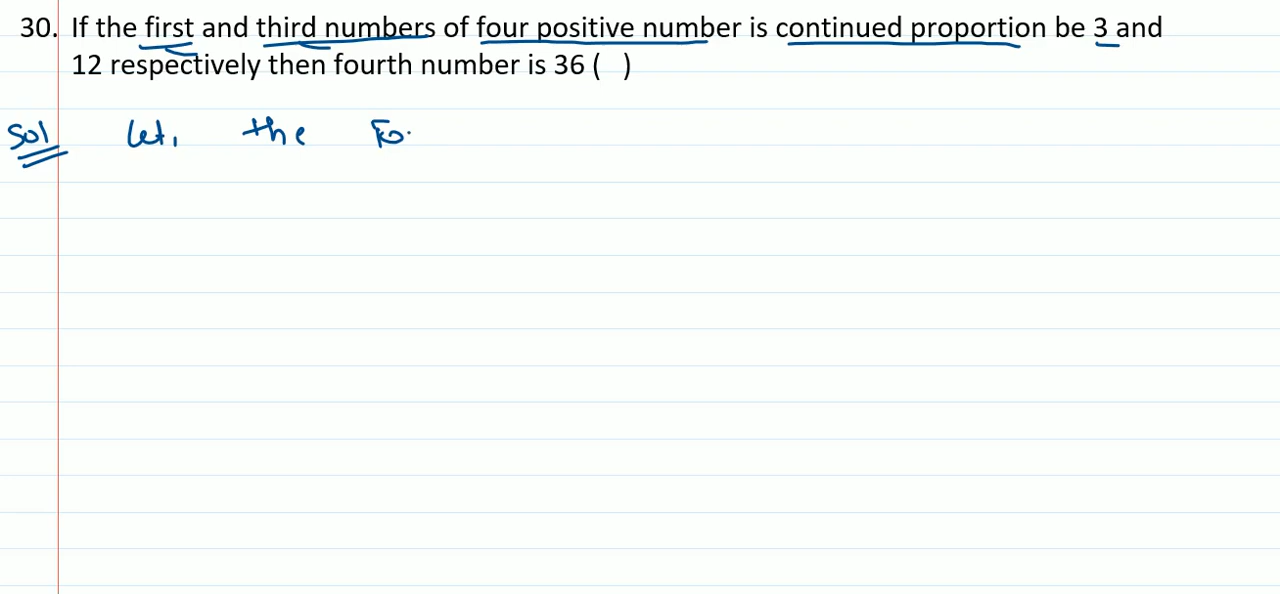 30. If the first and third numbers of four positive number is continued proportion be 3 and
12 respectively then fourth number is 36 ( )
Sol let, the Fo